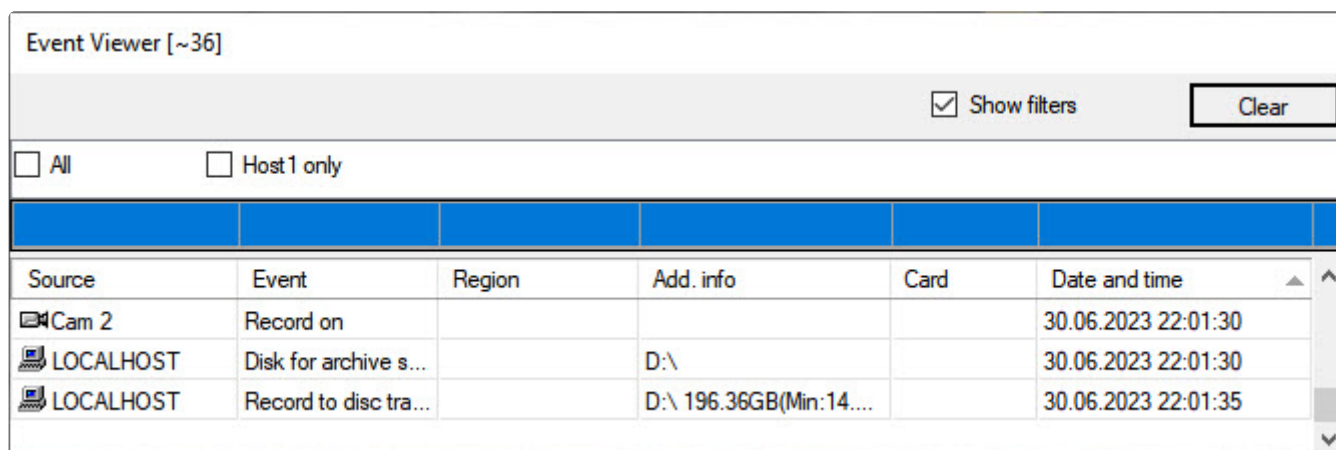 Event Viewer [~36]
Show filters Clear
All Host1 only
Source Event Region Add. info Card Date and time
Cam 2 Record on 30.06.2023 22:01:30
LOCALHOST Disk for archive s... D:\ 30.06.2023 22:01:30
LOCALHOST Record to disc tra... D:\ 196.36GB(Min:14.... 30.06.2023 22:01:35